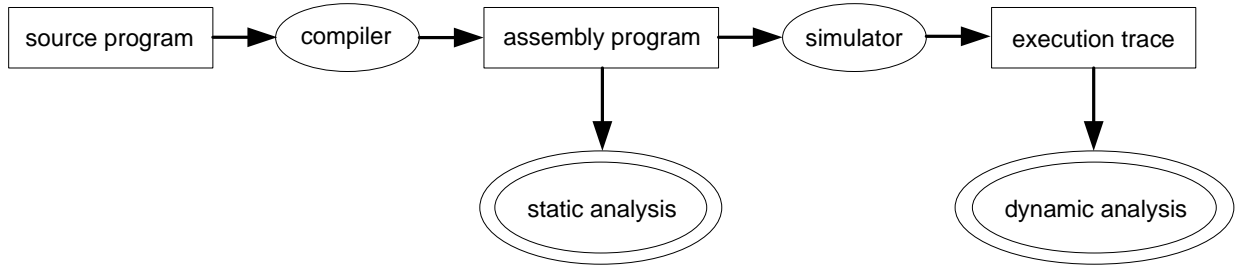 source program
compiler
assembly program
simulator
execution trace
static analysis
dynamic analysis